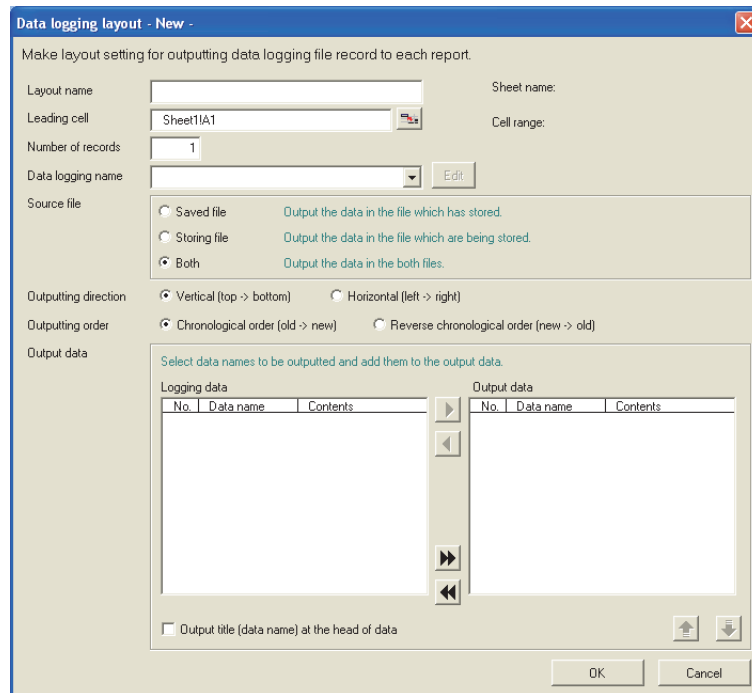 Data logging layout - New -
Make layout setting for outputting data logging file record to each report.
Layout name
Sheet name:
Leading cell Sheet1!A1
Cell range:
Number of records 1
Data logging name Edit
Source file
Saved file Output the data in the file which has stored.
Storing file Output the data in the file which are being stored.
Both Output the data in the both files.
Outputting direction Vertical (top -> bottom) Horizontal (left -> right)
Outputting order Chronological order (old -> new) Reverse chronological order (new -> old)
Output data
Select data names to be outputted and add them to the output data.
Logging data Output data
No. Data name Contents No. Data name Contents
Output title (data name) at the head of data
OK Cancel